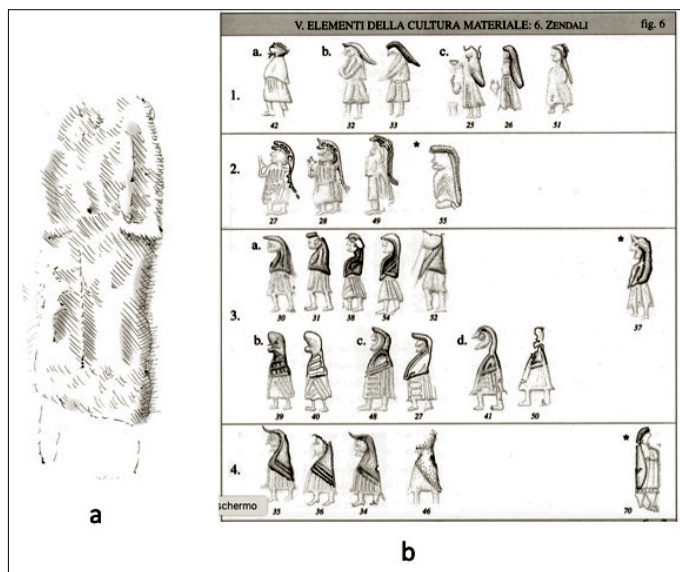 V. ELEMENTI DELLA CULTURA MATERIALE: 6. ZENDALI fig. 6
a. b. c.
1.
42 32 33 25 26 51
*
2.
27 28 49 55
a. *
3.
30 31 38 54 52 37
b. c. d.
39 40 48 27 41 50
*
4.
schermo 35 36 34 46 70
a b